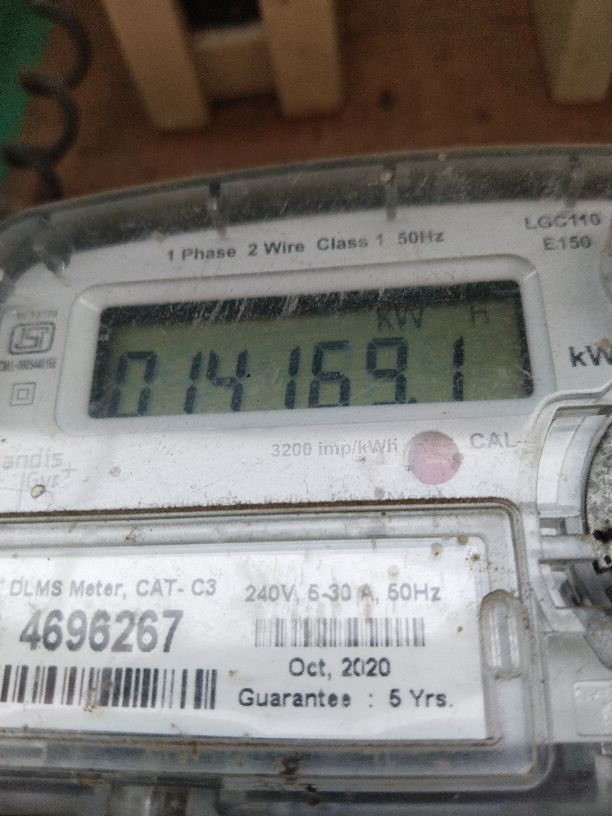 LGC110
E150
1 Phase 2 Wire Class 1 50Hz
kW h
014169.1
kW
3200 imp/kWh
CAL
andis
DLMS Meter, CAT- C3
4696267
240V, 5-30 A, 50Hz
Oct, 2020
Guarantee : 5 Yrs.